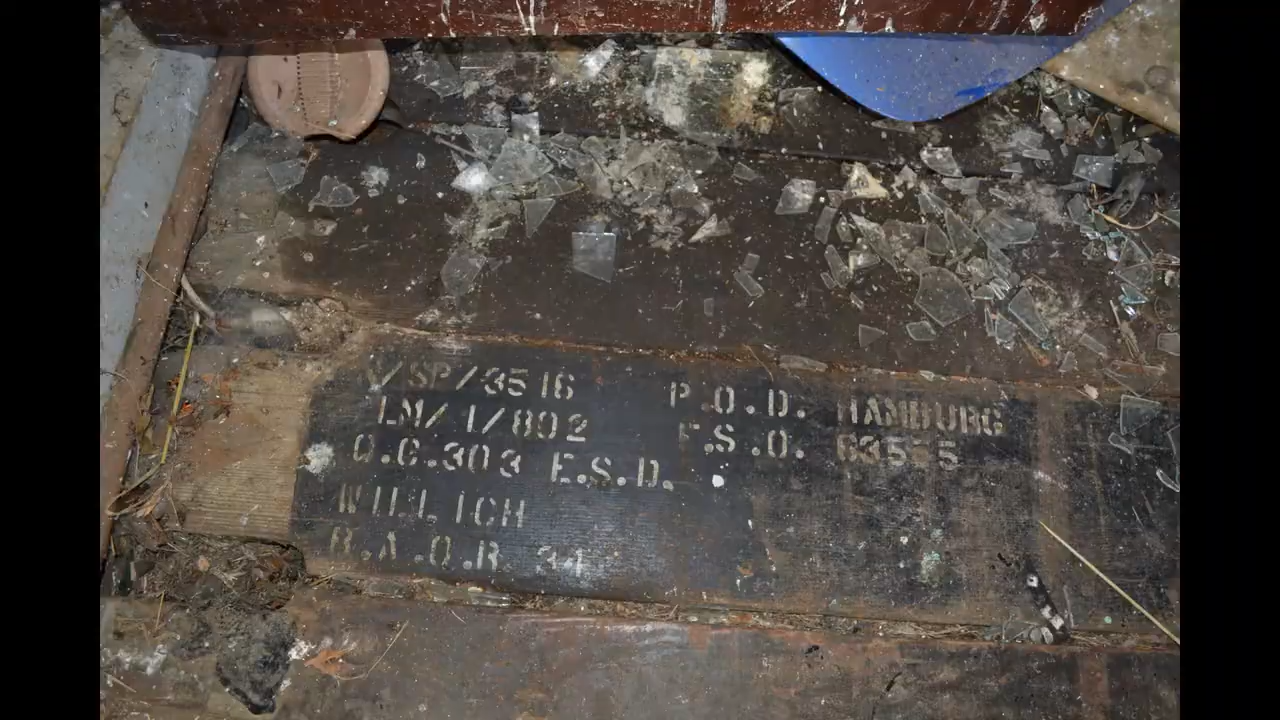 /SP/3516 P.O.D. HAMBURG
LM/1/802 F.S.O. 63555
O.C.303 E.S.D.
WILLICH
B.A.O.R. 34